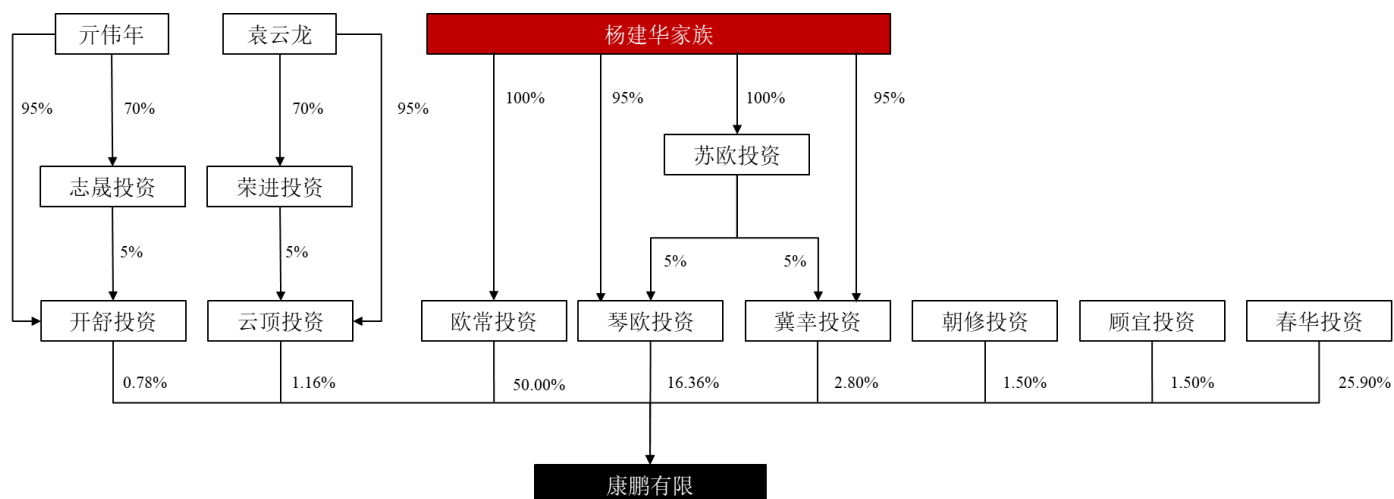 亓伟年
袁云龙
杨建华家族
95%
70%
70%
95%
100%
95%
100%
95%
苏欧投资
志晟投资
荣进投资
5%
5%
5%
5%
开舒投资
云顶投资
欧常投资
琴欧投资
冀幸投资
朝修投资
顾宜投资
春华投资
0.78%
1.16%
50.00%
16.36%
2.80%
1.50%
1.50%
25.90%
康鹏有限